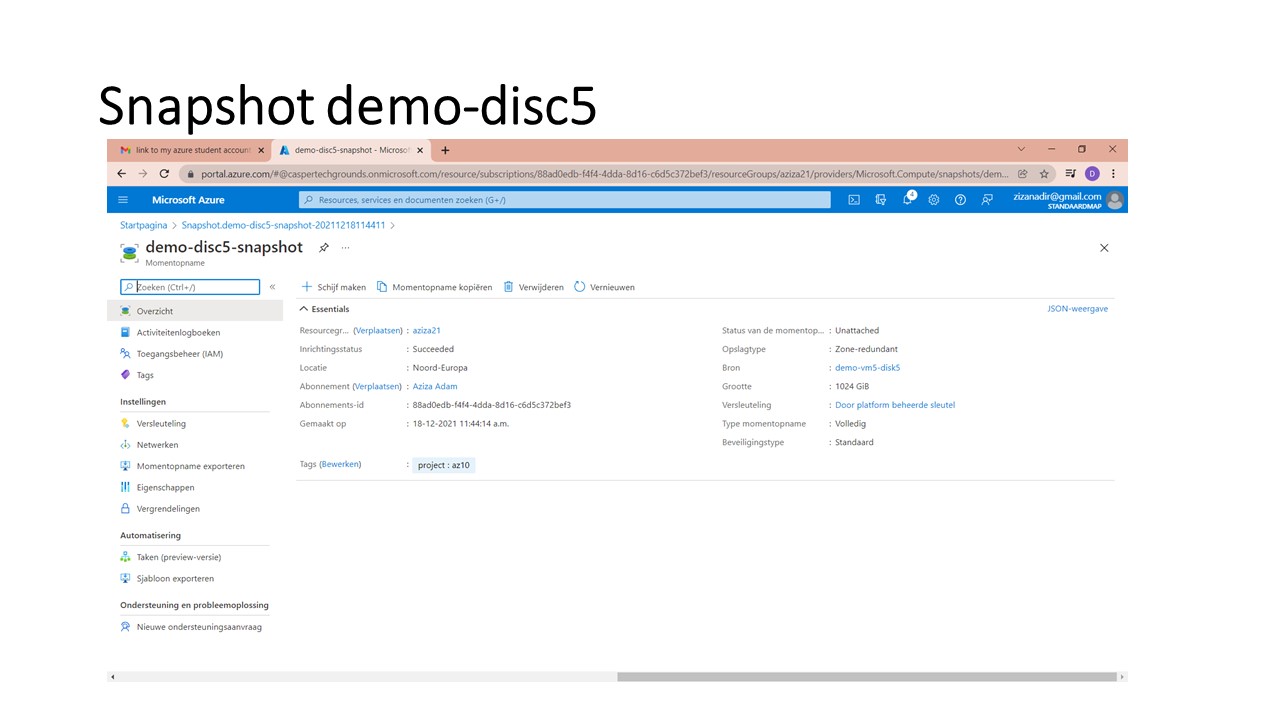 Snapshot demo-disc5
link to my azure student accoun
demo-disc5-snapshot - Microsof
portal.azure.com/#@caspertechgrounds.onmicrosoft.com/resource/subscriptions/88ad0edb-f4f4-4dda-8d16-c6d5c372bef3/resourceGroups/aziza21/providers/Microsoft.Compute/snapshots/dem...
D
Microsoft Azure
Resources, services en documenten zoeken (G+/)
4
zizanadir@gmail.com
STANDAARDMAP
Startpagina > Snapshot.demo-disc5-snapshot-20211218114411 >
demo-disc5-snapshot
Momentopname
Zoeken (Ctrl+/)
Overzicht
Activiteitenlogboeken
Toegangsbeheer (IAM)
Tags
Instellingen
Versleuteling
Netwerken
Momentopname exporteren
Eigenschappen
Vergrendelingen
Automatisering
Taken (preview-versie)
Sjabloon exporteren
Ondersteuning en probleemoplossing
Nieuwe ondersteuningsaanvraag
Schijf maken
Momentopname kopiëren
Verwijderen
Vernieuwen
Essentials
JSON-weergave
Resourcegr... (Verplaatsen) : aziza21
Inrichtingsstatus : Succeeded
Locatie : Noord-Europa
Abonnement (Verplaatsen) : Aziza Adam
Abonnements-id : 88ad0edb-f4f4-4dda-8d16-c6d5c372bef3
Gemaakt op : 18-12-2021 11:44:14 a.m.
Status van de momentop... : Unattached
Opslagtype : Zone-redundant
Bron : demo-vm5-disk5
Grootte : 1024 GiB
Versleuteling : Door platform beheerde sleutel
Type momentopname : Volledig
Beveiligingstype : Standaard
Tags (Bewerken) : project : az10